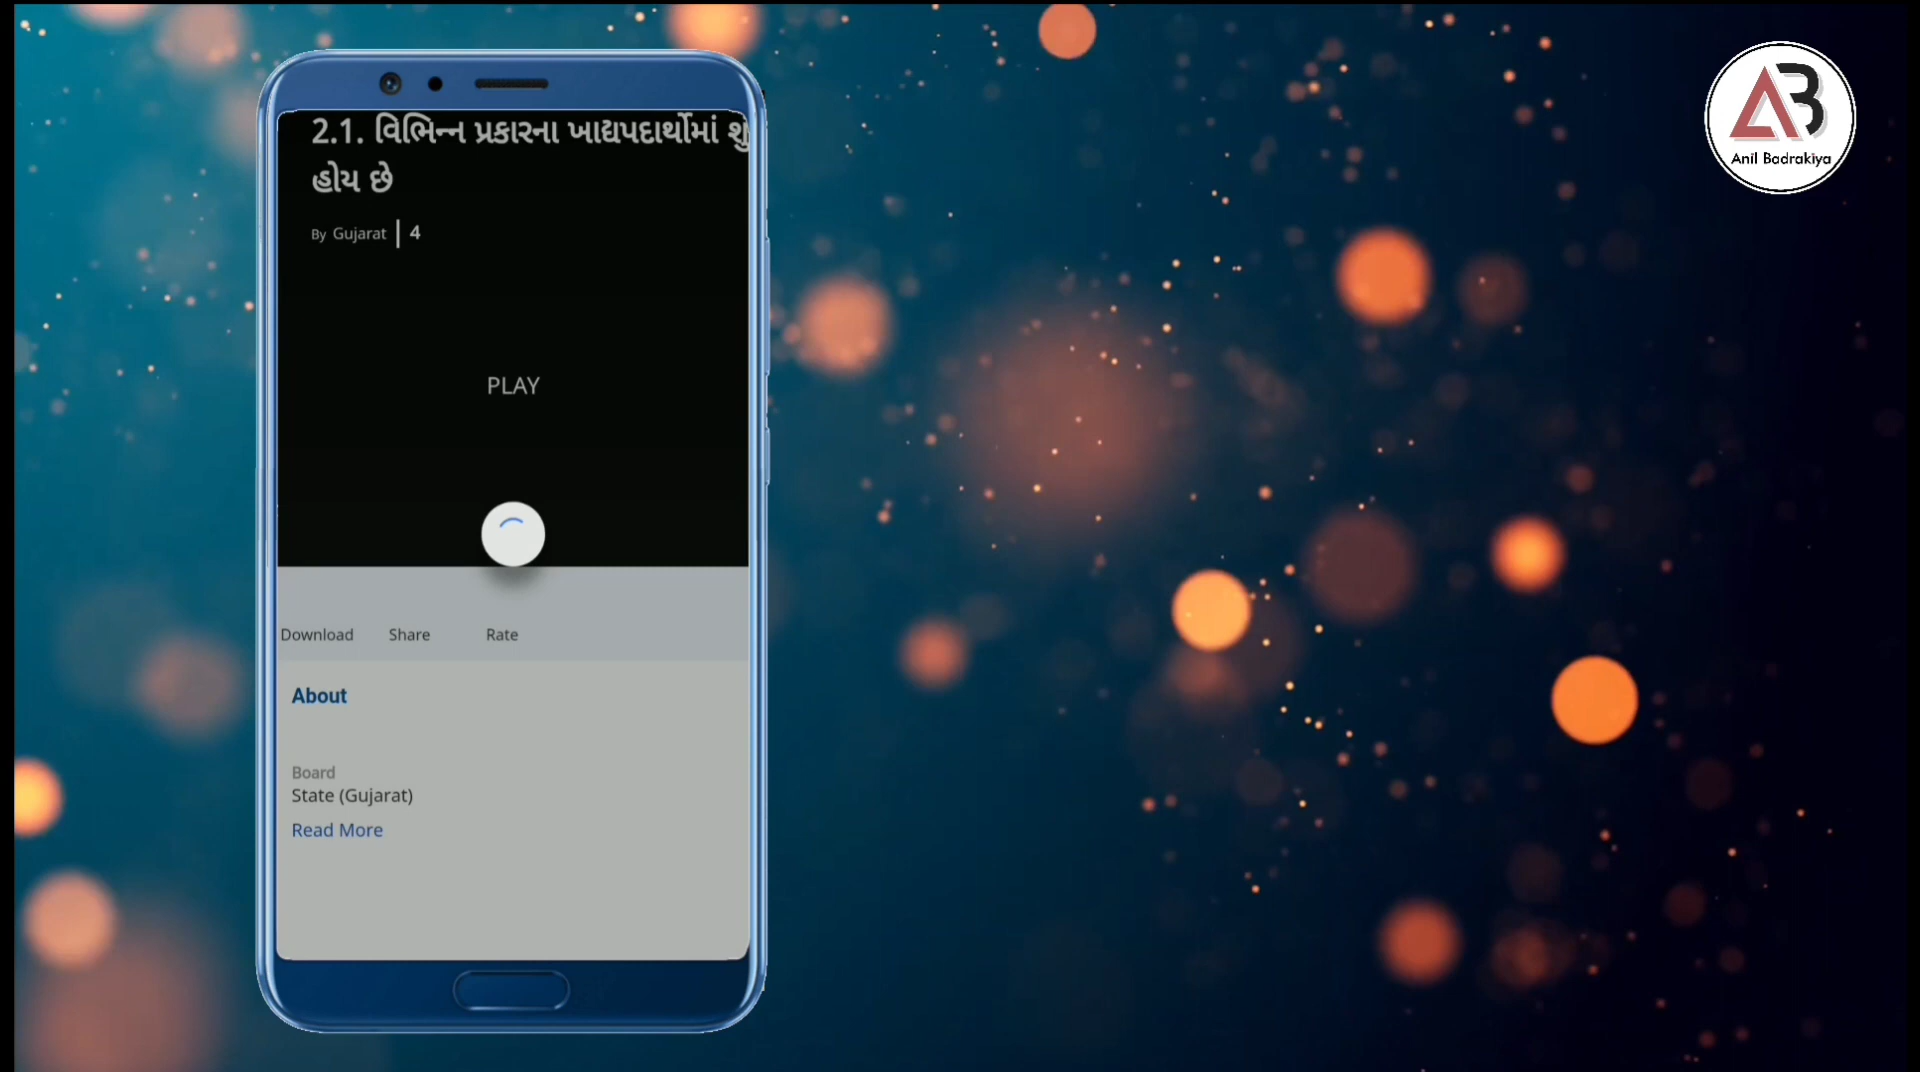 2.1. વિભિન્ન પ્રકારના ખાદ્યપદાર્થોમાં શું
હોય છે
By Gujarat | 4
PLAY
Download Share Rate
About
Board
State (Gujarat)
Read More
AB
Anil Badrakiya